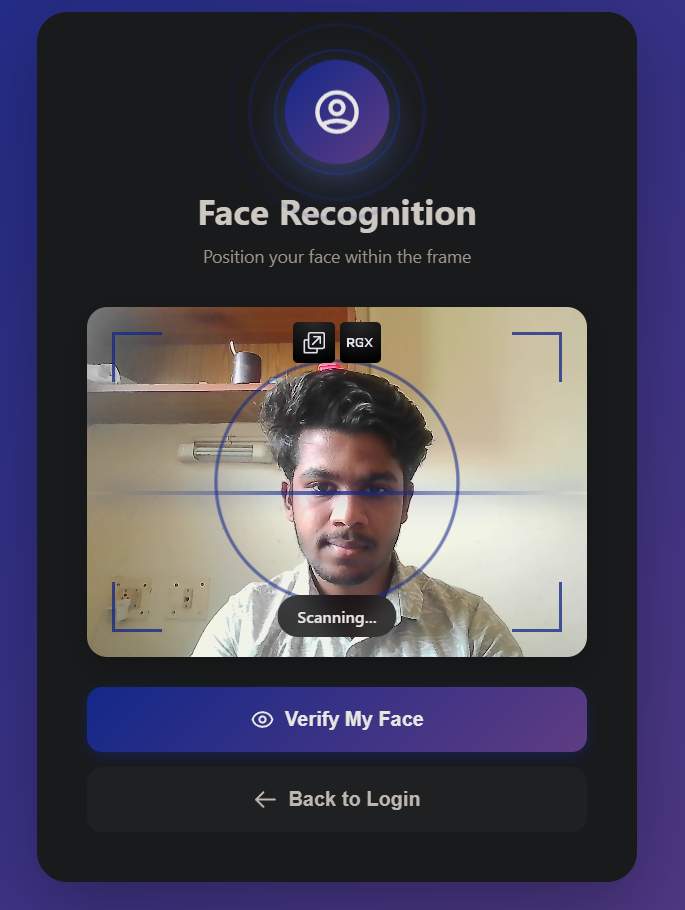 Face Recognition
Position your face within the frame
RGX
Scanning...
Verify My Face
Back to Login